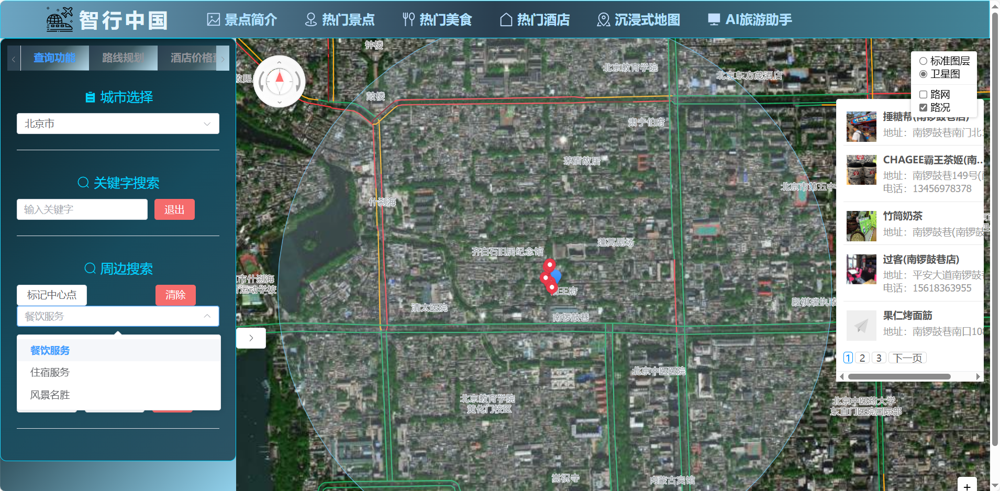 智行中国
景点简介
热门景点
热门美食
热门酒店
沉浸式地图
AI旅游助手
查询功能
路线规划
酒店价格查
城市选择
北京市
关键字搜索
输入关键字
退出
周边搜索
标记中心点
清除
餐饮服务
餐饮服务
住宿服务
风景名胜
钟楼
北京教育学院
北京东方茂酒店
鼓楼
肃宁伯府
茅盾故居
北京市第五中
什刹海
蓬蒿剧场
齐白石旧居纪念馆
市什刹海
运动学校
王府
清太医院
南锣鼓巷
段祺瑞执政
北京中医医院
北京教育学院
黄化门校区
北京中医药大学
东直门医院国际部
嵩祝寺
内蒙古宾馆
标准图层
卫星图
路网
路况
捶糖帮(南锣鼓巷店)
地址：南锣鼓巷南门北
CHAGEE霸王茶姬(南...
地址：南锣鼓巷149号(
电话：13456978378
竹筒奶茶
地址：南锣鼓巷(南锣鼓
过客(南锣鼓巷店)
地址：平安大道南锣鼓
电话：15618363955
果仁烤面筋
地址：南锣鼓巷南口10
1 2 3 下一页
+